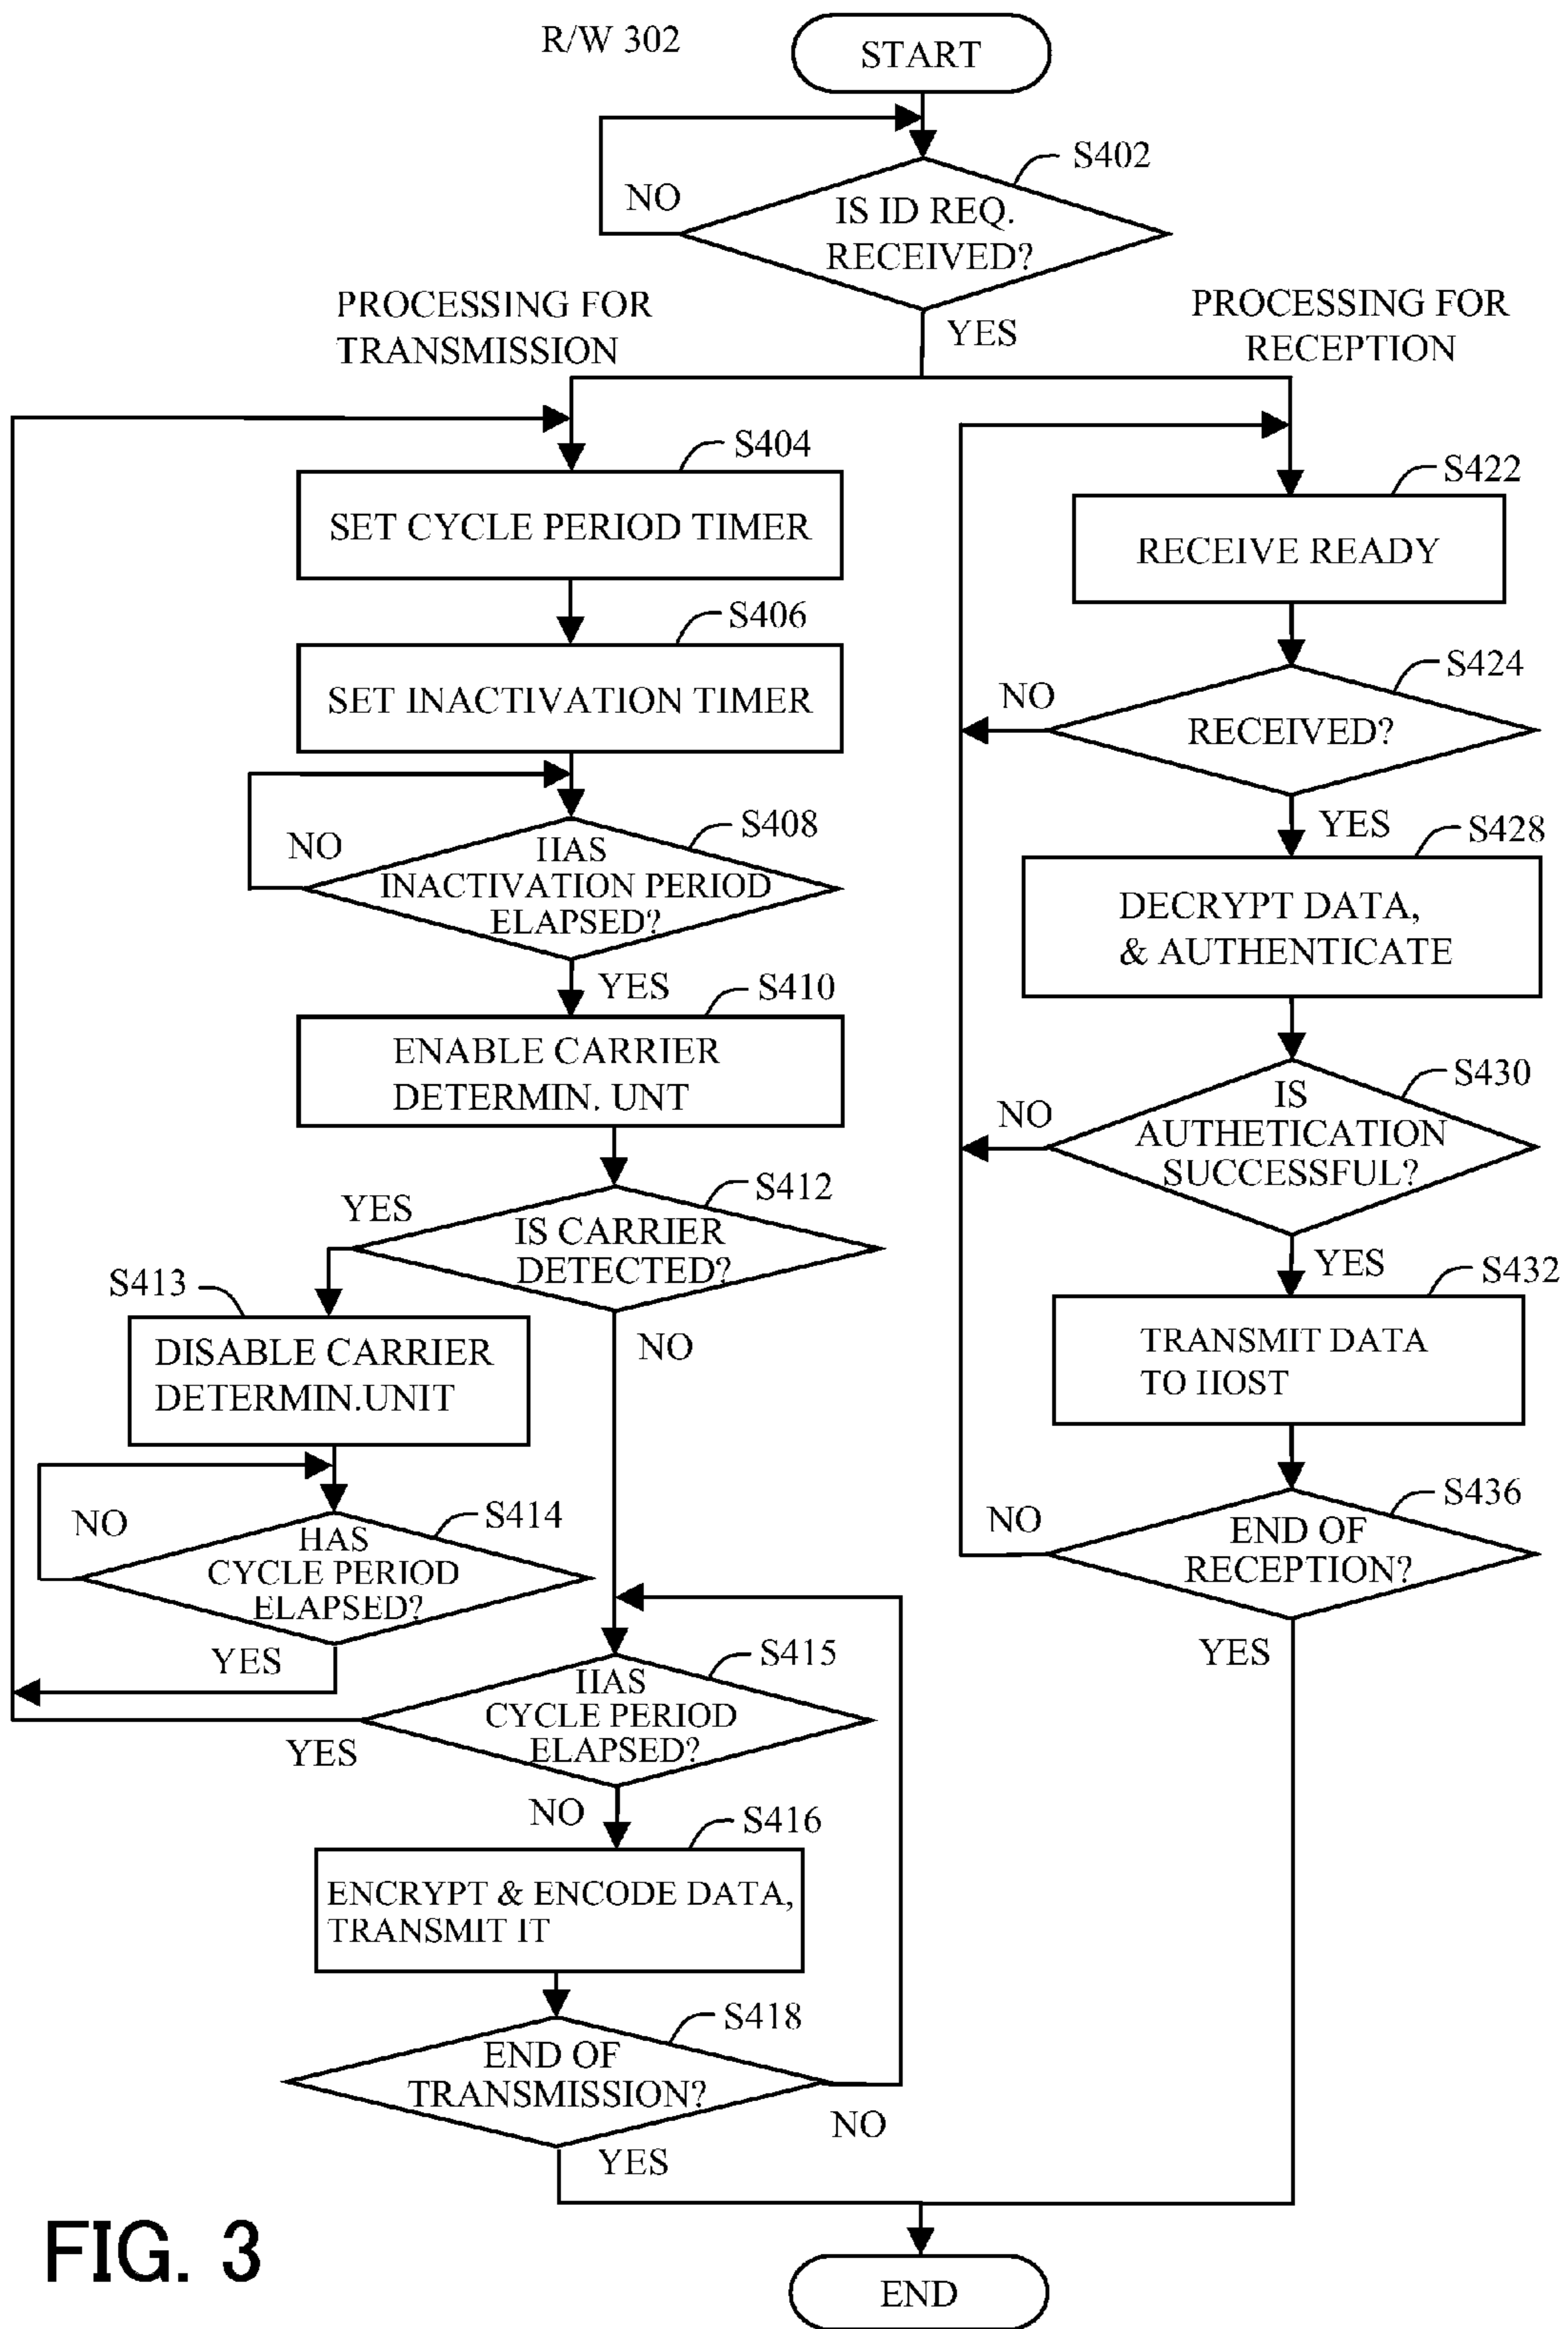 R/W 302
START
S402
NO
IS ID REQ.
RECEIVED?
YES
PROCESSING FOR
TRANSMISSION
PROCESSING FOR
RECEPTION
S404
SET CYCLE PERIOD TIMER
S406
SET INACTIVATION TIMER
S408
NO
HAS
INACTIVATION PERIOD
ELAPSED?
YES
S410
ENABLE CARRIER
DETERMIN. UNT
S412
YES
IS CARRIER
DETECTED?
NO
S413
DISABLE CARRIER
DETERMIN.UNIT
S414
NO
HAS
CYCLE PERIOD
ELAPSED?
YES
S415
HAS
CYCLE PERIOD
ELAPSED?
YES
NO
S416
ENCRYPT & ENCODE DATA,
TRANSMIT IT
S418
END OF
TRANSMISSION?
NO
YES
S422
RECEIVE READY
S424
NO
RECEIVED?
YES
S428
DECRYPT DATA,
& AUTHENTICATE
S430
NO
IS
AUTHETICATION
SUCCESSFUL?
YES
S432
TRANSMIT DATA
TO HOST
S436
NO
END OF
RECEPTION?
YES
END
FIG. 3